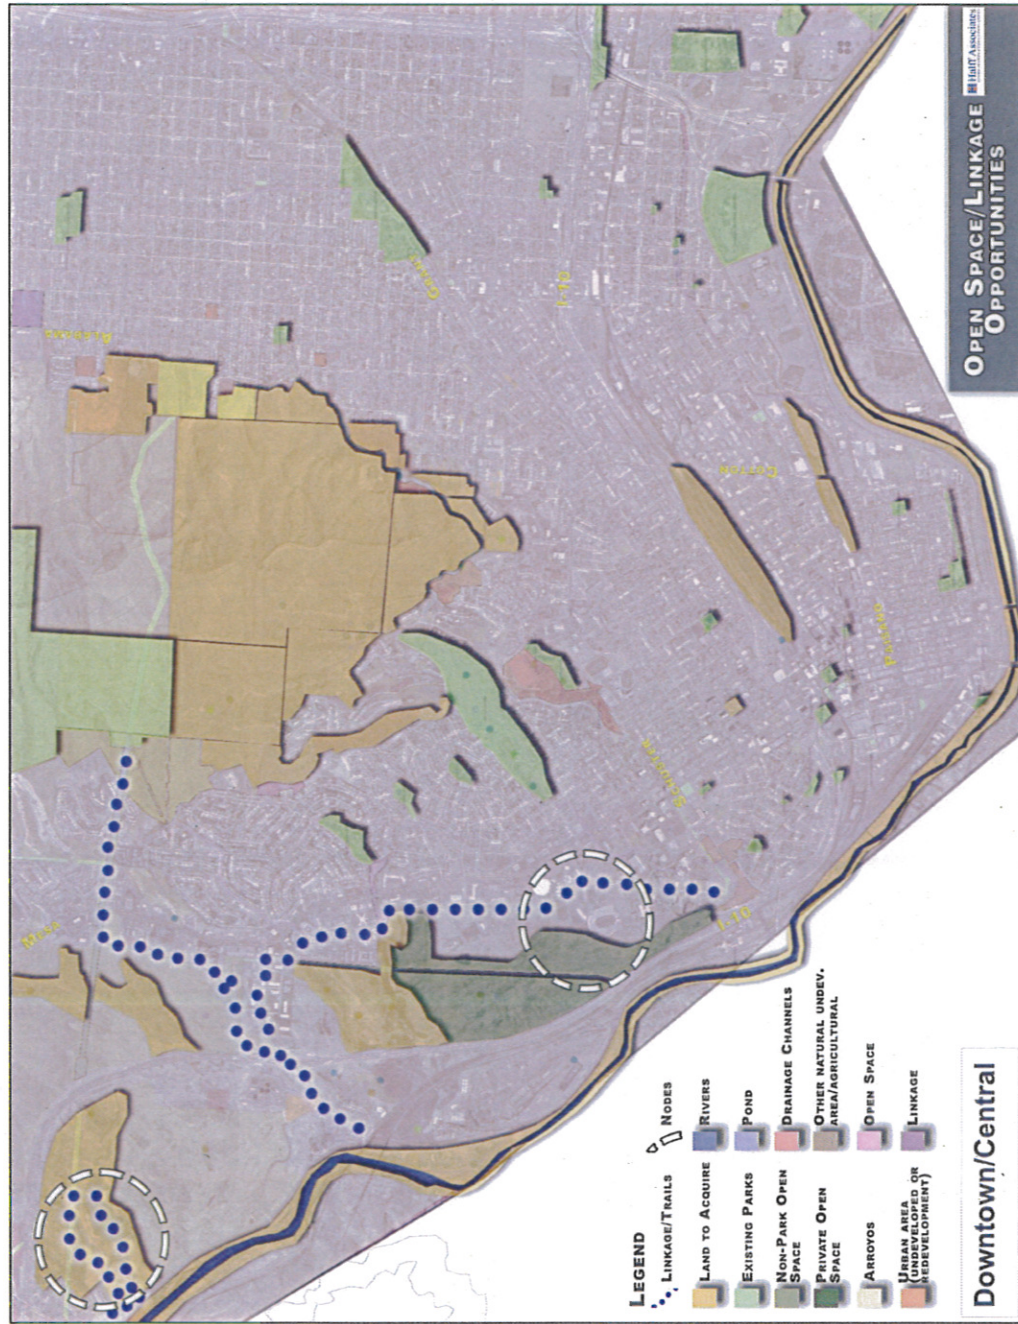 OPEN SPACE/LINKAGE
OPPORTUNITIES
Halff Associates
MESA
I-10
SCHUSTER
COTTON
PAISANO
I-10
LEGEND
LINKAGE/TRAILS
NODES
LAND TO ACQUIRE
RIVERS
EXISTING PARKS
POND
NON-PARK OPEN
SPACE
DRAINAGE CHANNELS
PRIVATE OPEN
SPACE
OTHER NATURAL UNDEV.
AREA/AGRICULTURAL
ARROYOS
OPEN SPACE
URBAN AREA
(UNDEVELOPED OR
REDEVELOPMENT)
LINKAGE
Downtown/Central